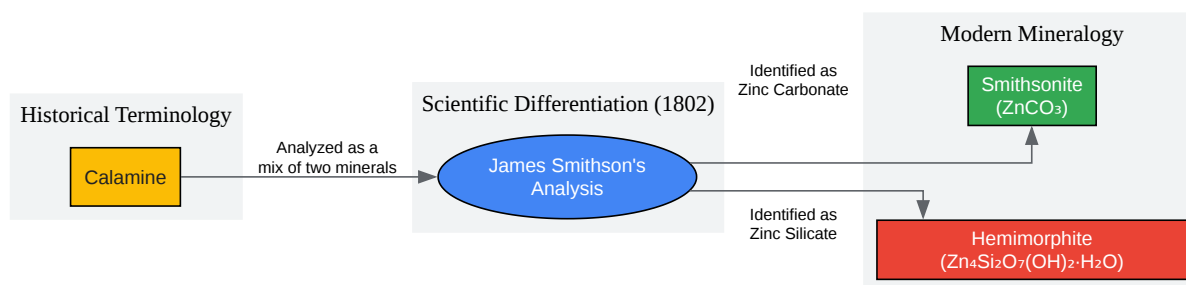 Historical Terminology
Calamine
Analyzed as a
mix of two minerals
Scientific Differentiation (1802)
James Smithson's
Analysis
Identified as
Zinc Carbonate
Identified as
Zinc Silicate
Modern Mineralogy
Smithsonite
(ZnCO₃)
Hemimorphite
(Zn₄Si₂O₇(OH)₂·H₂O)